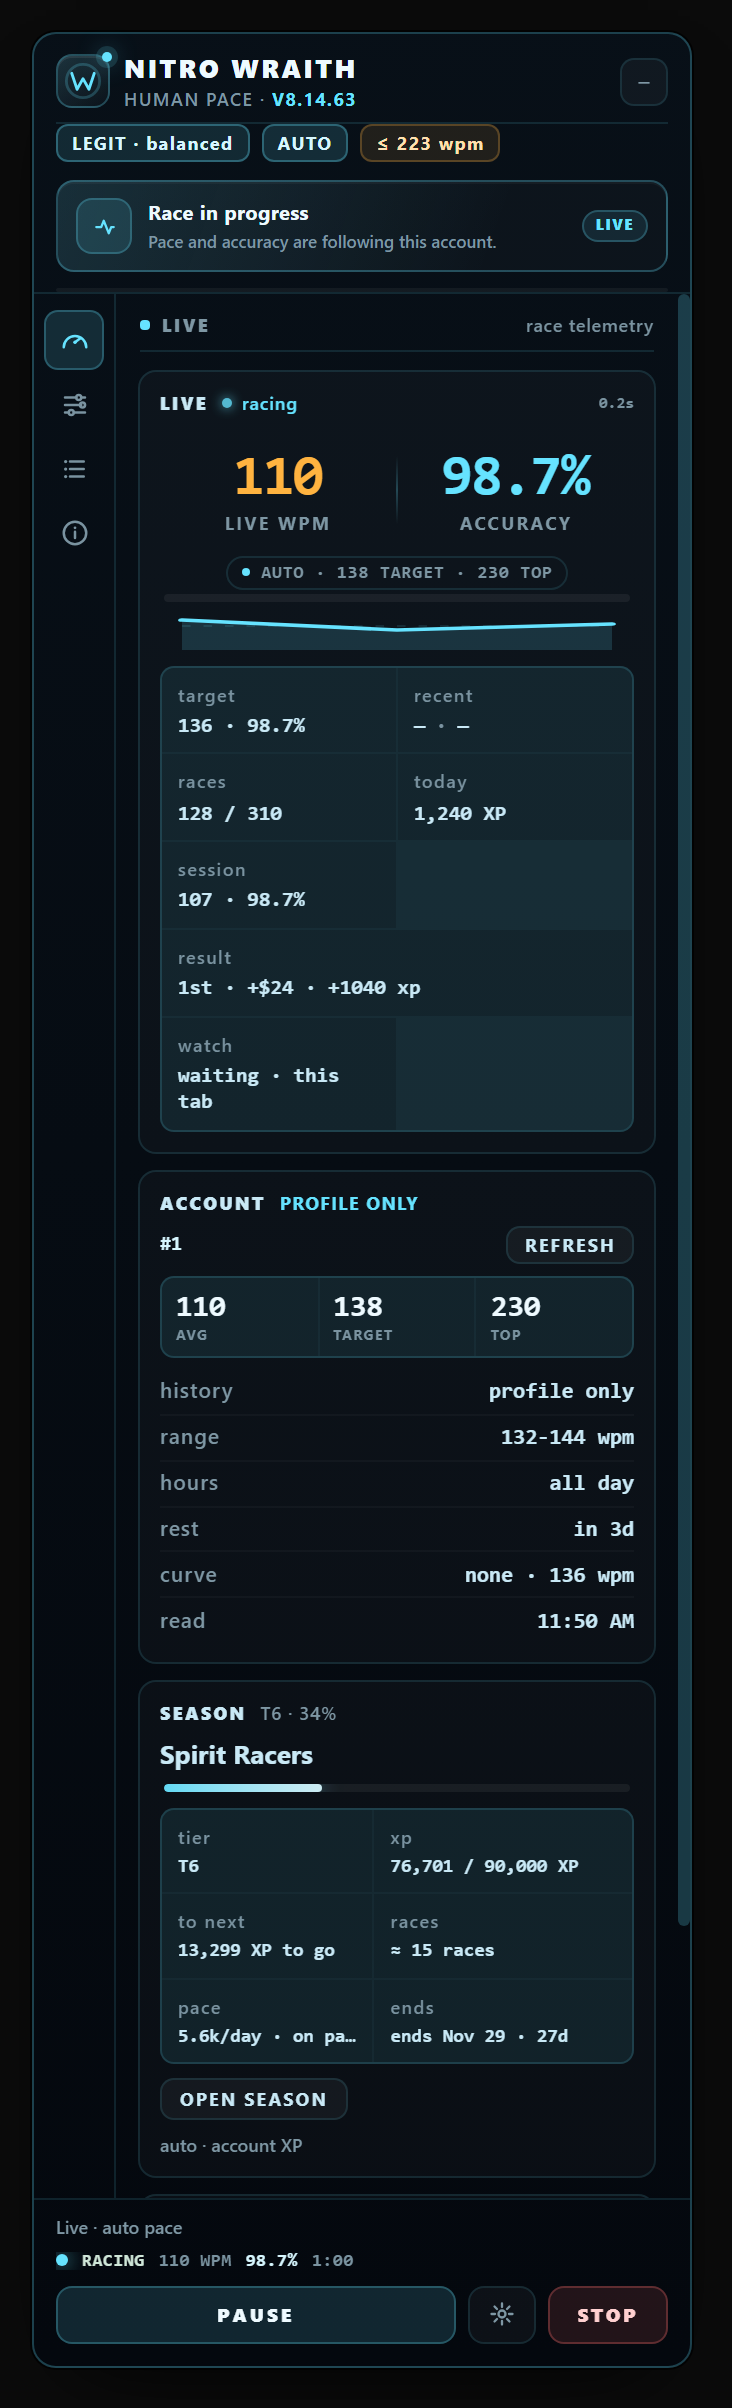 W
NITRO WRAITH
HUMAN PACE · V8.14.63
–
LEGIT · balanced
AUTO
≤ 223 wpm
Race in progress
Pace and accuracy are following this account.
LIVE
LIVE
race telemetry
LIVE
racing
0.2s
110
98.7%
LIVE WPM
ACCURACY
AUTO · 138 TARGET · 230 TOP
target
recent
136 · 98.7%
— · —
races
today
128 / 310
1,240 XP
session
107 · 98.7%
result
1st · +$24 · +1040 xp
watch
waiting · this
tab
ACCOUNT PROFILE ONLY
#1
REFRESH
110
138
230
AVG
TARGET
TOP
history
profile only
range
132-144 wpm
hours
all day
rest
in 3d
curve
none · 136 wpm
read
11:50 AM
SEASON T6 · 34%
Spirit Racers
tier
xp
T6
76,701 / 90,000 XP
to next
races
13,299 XP to go
≈ 15 races
pace
ends
5.6k/day · on pa…
ends Nov 29 · 27d
OPEN SEASON
auto · account XP
Live · auto pace
RACING 110 WPM 98.7% 1:00
PAUSE
STOP